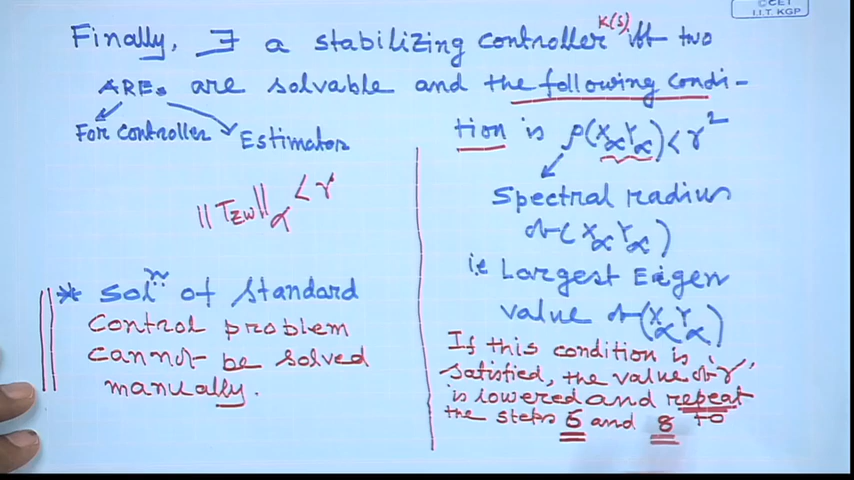 ©CET
I.I.T. KGP
Finally, ∃ a stabilizing controller K(s) iff two
AREs are solvable and the following condi-
For Controller Estimator
‖Tzw‖∝ < γ
* Solⁿ of Standard
Control problem
cannot be solved
manually.
tion is ρ(X∝Y∝) < γ²
Spectral radius
of (X∝Y∝)
i.e Largest Eigen
value of (X∝Y∝)
If this condition is
satisfied, the value of 'γ'
is lowered and repeat
the steps 6 and 8 to